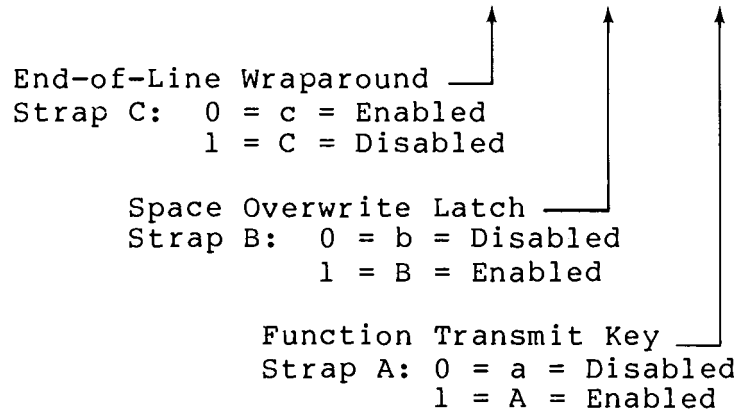 End-of-Line Wraparound
Strap C: 0 = c = Enabled
1 = C = Disabled
Space Overwrite Latch
Strap B: 0 = b = Disabled
1 = B = Enabled
Function Transmit Key
Strap A: 0 = a = Disabled
1 = A = Enabled